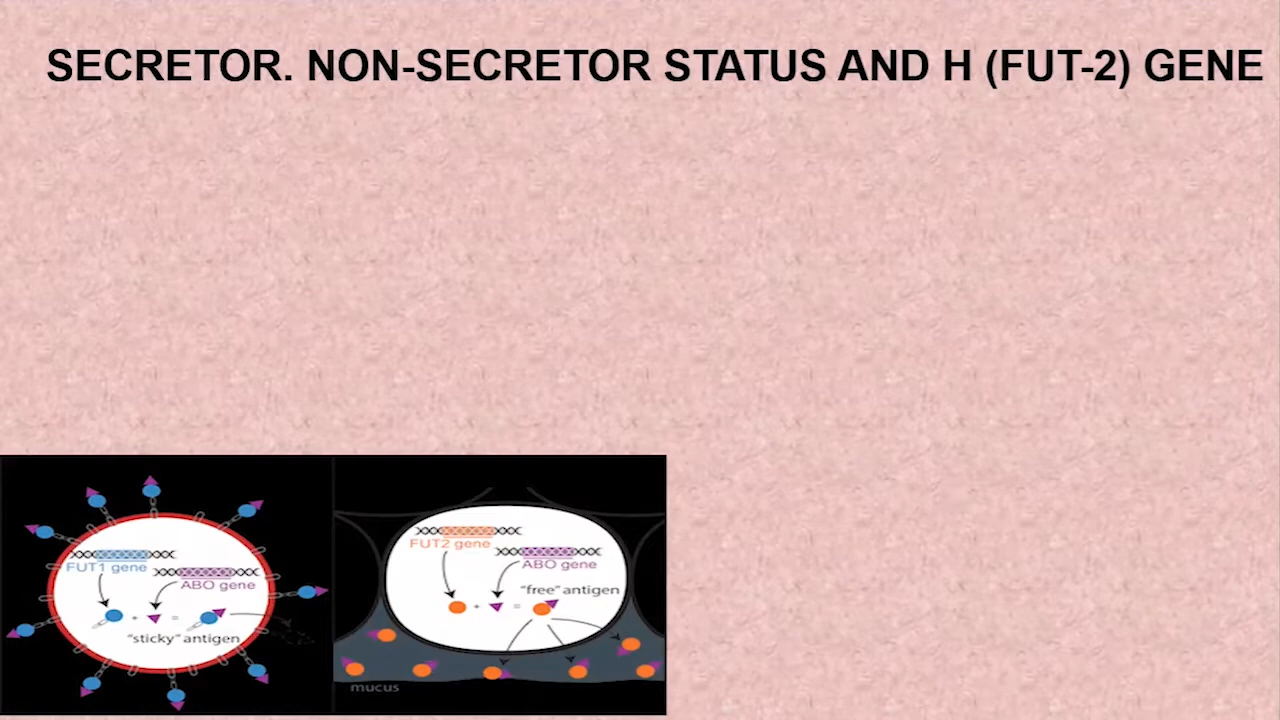 SECRETOR. NON-SECRETOR STATUS AND H (FUT-2) GENE
FUT1 gene
ABO gene
+ =
"sticky" antigen
FUT2 gene
ABO gene
"free" antigen
+ =
mucus